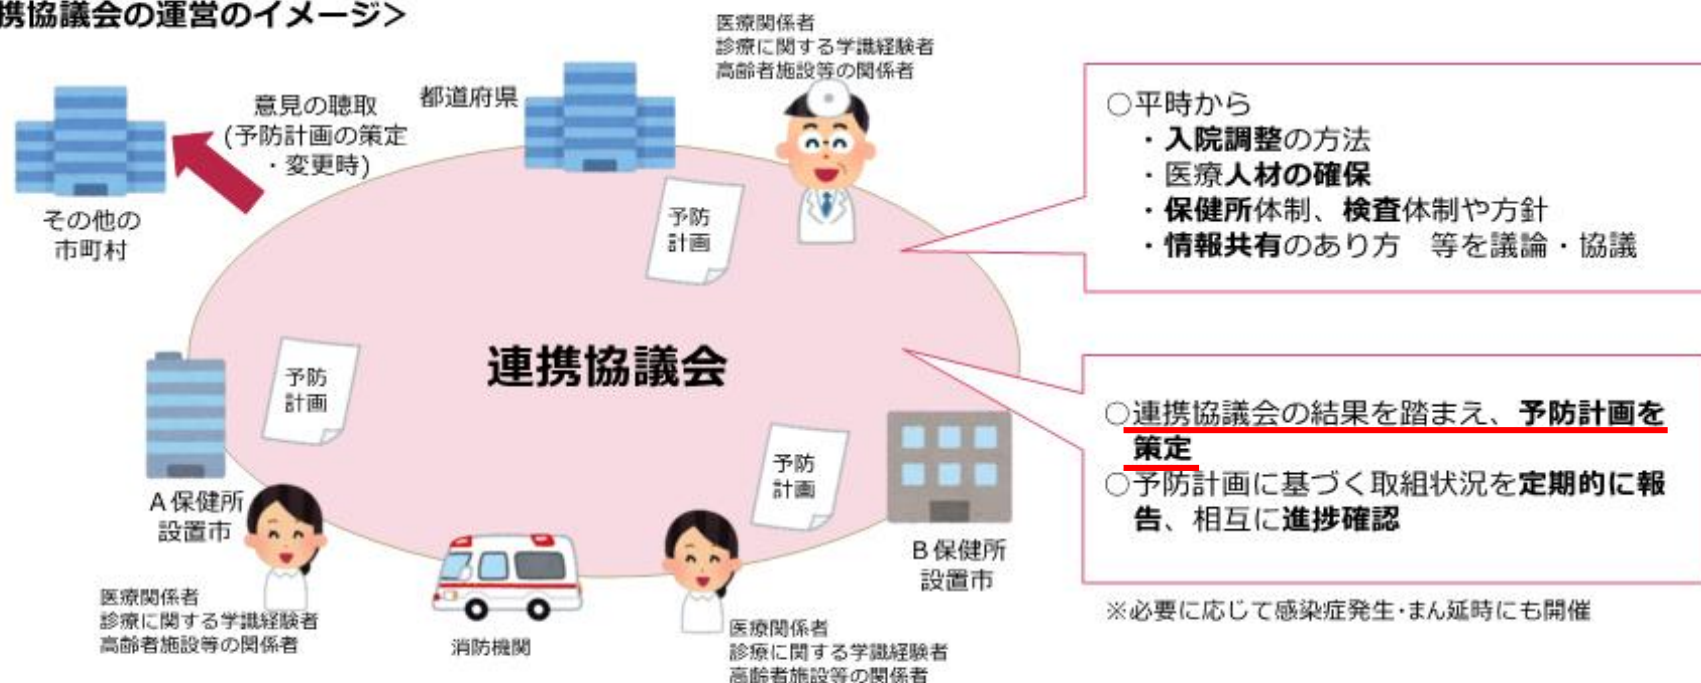 携協議会の運営のイメージ>
医療関係者
診療に関する学識経験者
高齢者施設等の関係者
都道府県
意見の聴取
(予防計画の策定
・変更時)
その他の
市町村
予防
計画
○平時から
・入院調整の方法
・医療人材の確保
・保健所体制、検査体制や方針
・情報共有のあり方　等を議論・協議
連携協議会
予防
計画
予防
計画
○連携協議会の結果を踏まえ、予防計画を
策定
○予防計画に基づく取組状況を定期的に報
告、相互に進捗確認
※必要に応じて感染症発生・まん延時にも開催
A保健所
設置市
医療関係者
診療に関する学識経験者
高齢者施設等の関係者
消防機関
B保健所
設置市
医療関係者
診療に関する学識経験者
高齢者施設等の関係者